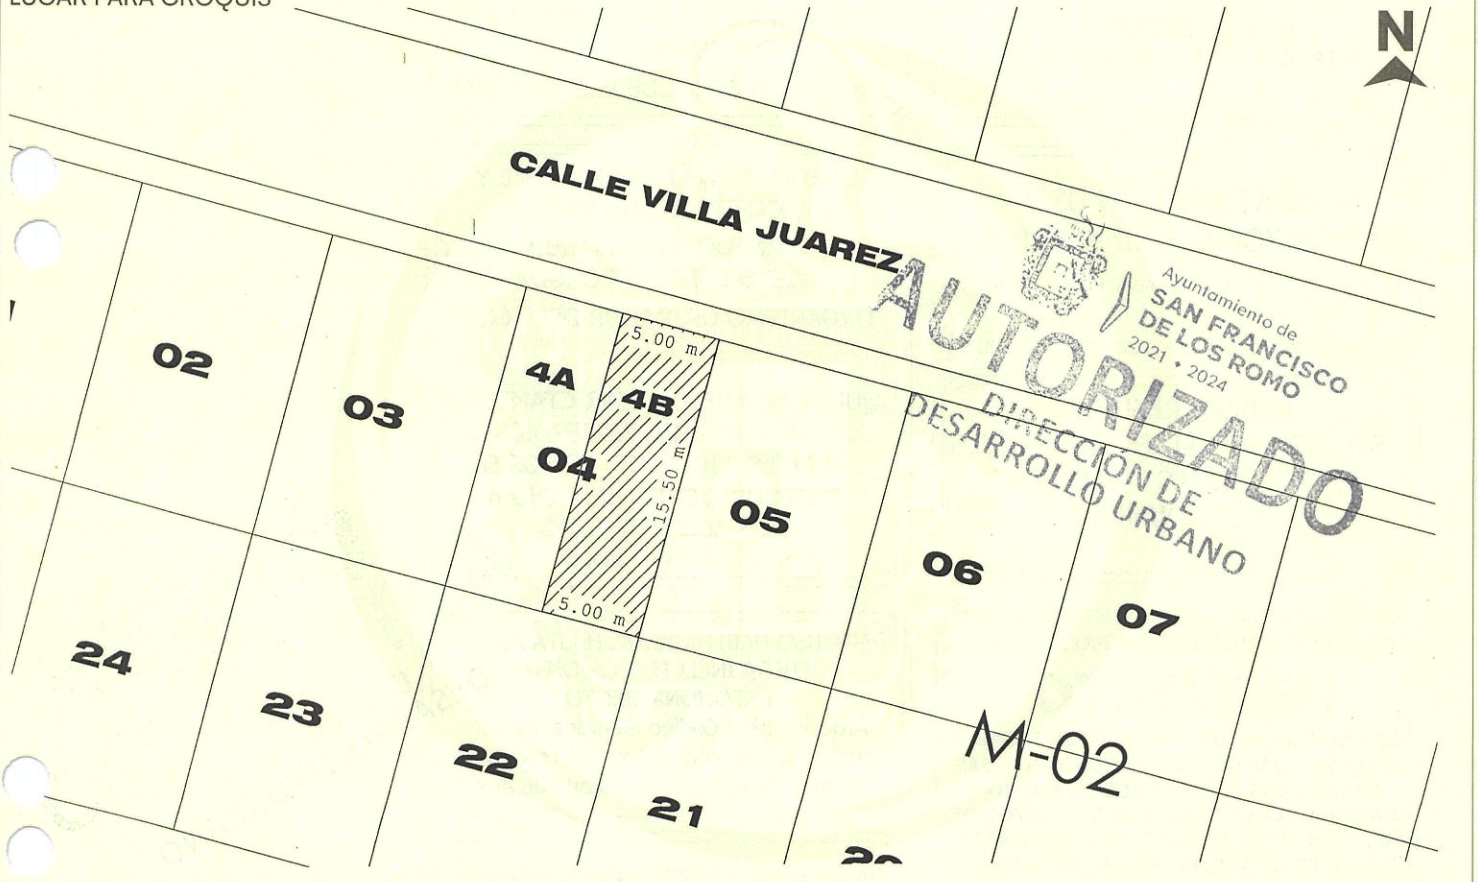 LUGAR PARA CROQUIS
N
CALLE VILLA JUAREZ
Ayuntamiento de
SAN FRANCISCO
DE LOS ROMO
2021 • 2024
AUTORIZADO
DIRECCIÓN DE
DESARROLLO URBANO
02
03
4A
5.00 m
4B
04
15.50 m
5.00 m
05
06
07
24
23
22
21
M-02